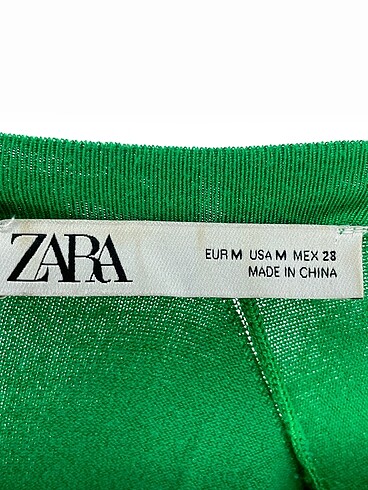 ZARA
EUR M USA M MEX 28
MADE IN CHINA